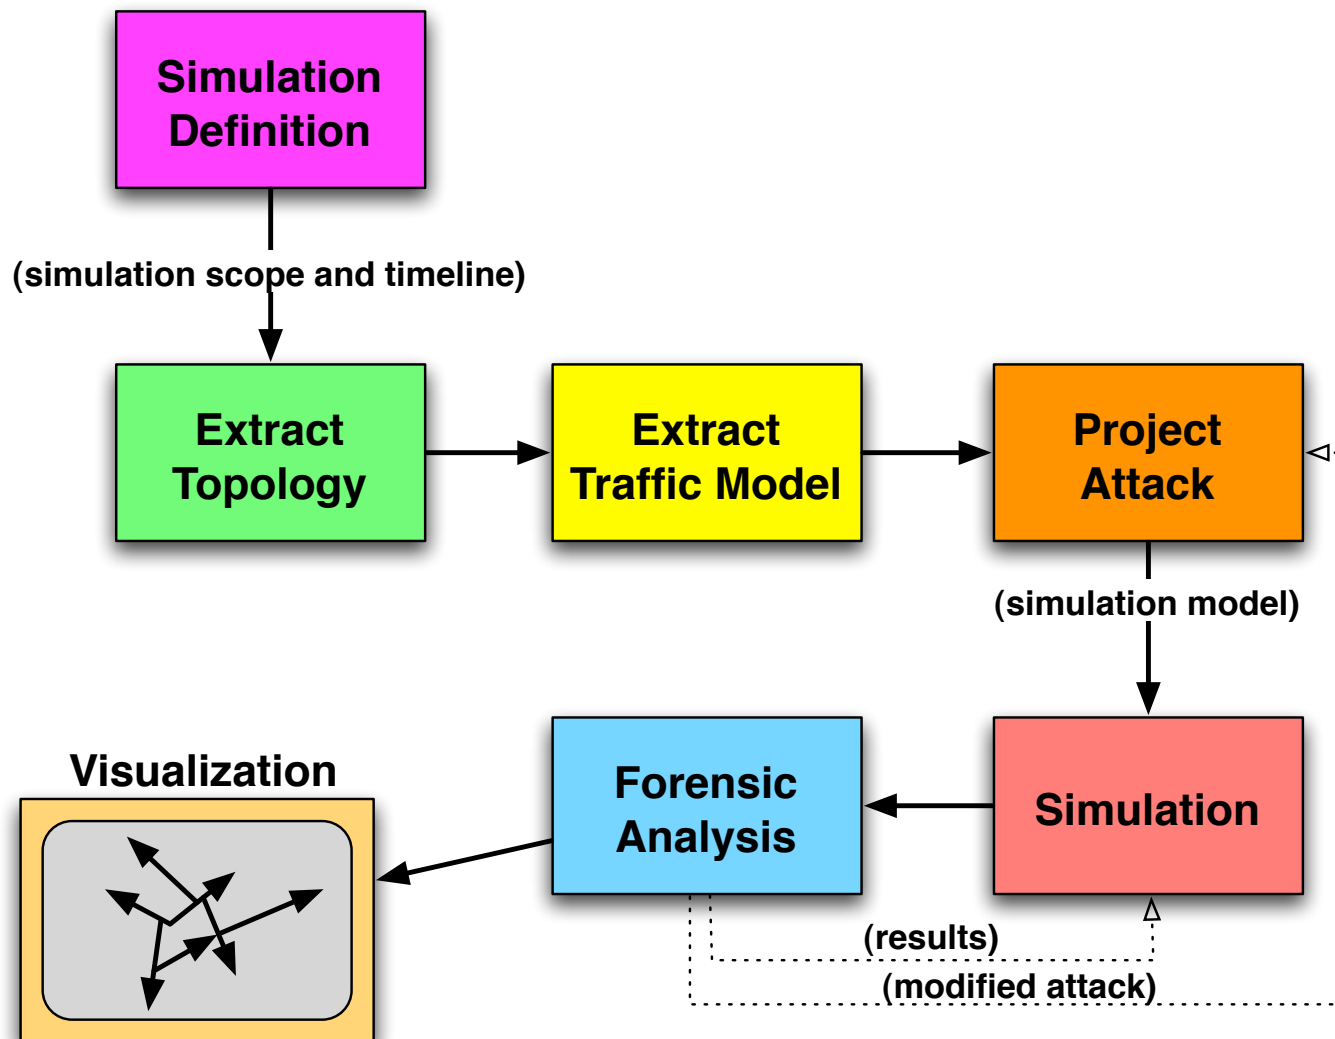 Simulation
Definition
(simulation scope and timeline)
Extract
Topology
Extract
Traffic Model
Project
Attack
(simulation model)
Visualization
Forensic
Analysis
Simulation
(results)
(modified attack)